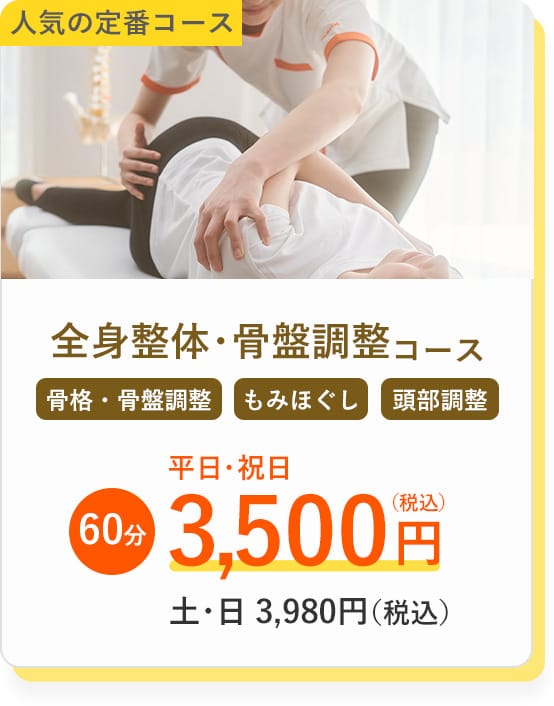 人気の定番コース
全身整体・骨盤調整コース
骨格・骨盤調整 もみほぐし 頭部調整
平日・祝日
60分 3,500円(税込)
土・日 3,980円(税込)